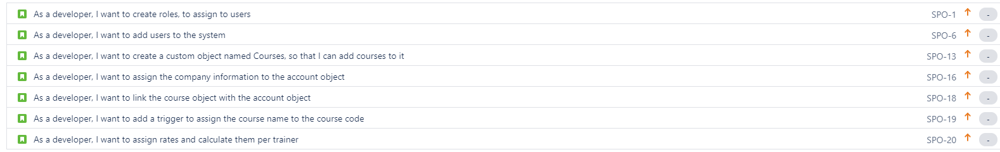 As a developer, I want to create roles, to assign to users SPO-1 -
As a developer, I want to add users to the system SPO-6 -
As a developer, I want to create a custom object named Courses, so that I can add courses to it SPO-13 -
As a developer, I want to assign the company information to the account object SPO-16 -
As a developer, I want to link the course object with the account object SPO-18 -
As a developer, I want to add a trigger to assign the course name to the course code SPO-19 -
As a developer, I want to assign rates and calculate them per trainer SPO-20 -